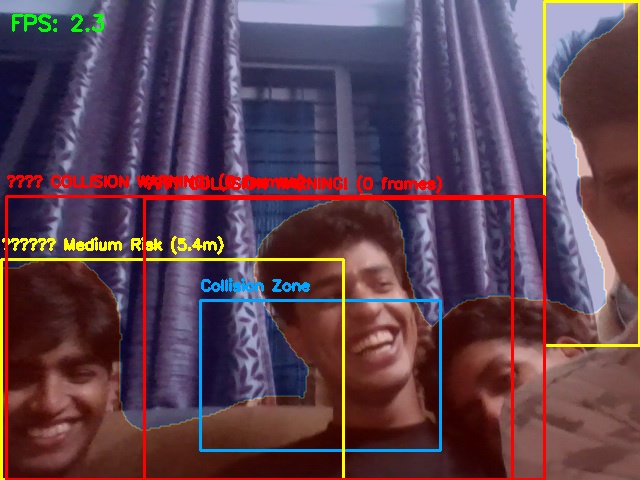 FPS: 2.3
???? COLLISION WARNING! (0 frames)
?????? Medium Risk (5.4m)
Collision Zone